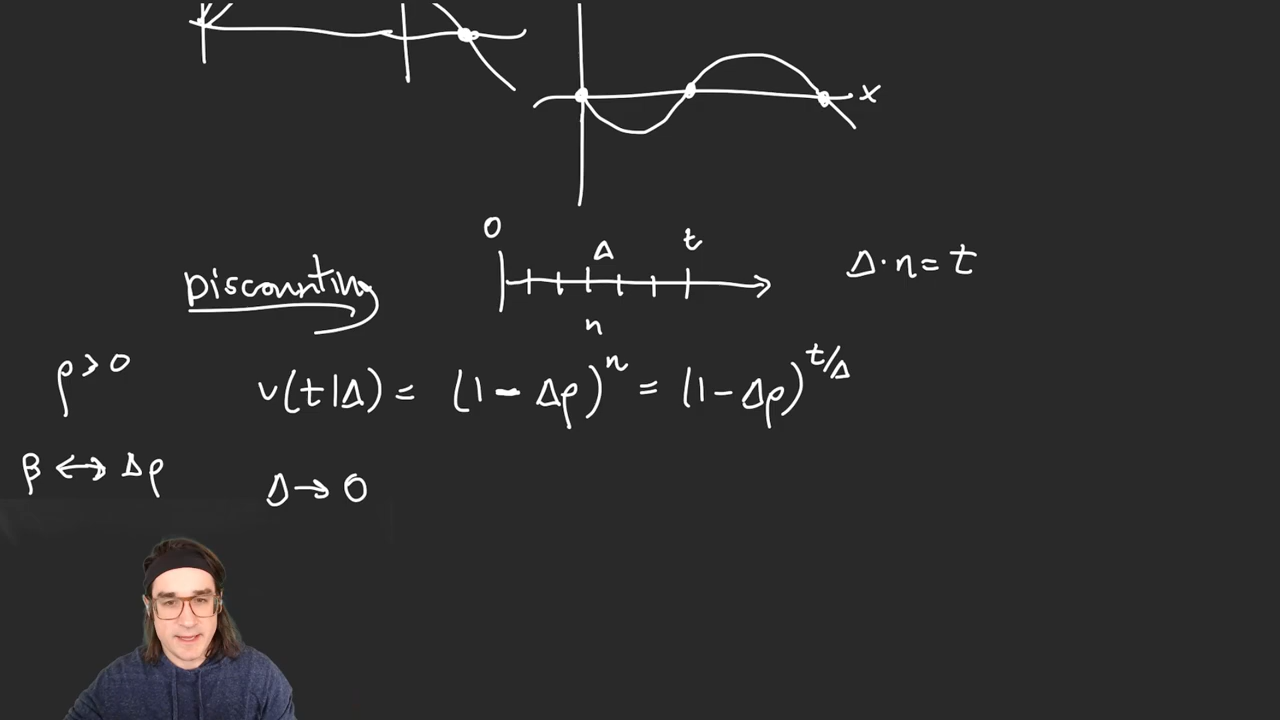 x
0 Δ t Δ·n = t
Discounting
n
ρ > 0 v(t|Δ) = (1 - Δρ)^n = (1 - Δρ)^{t/Δ}
β ↔ Δρ Δ → 0